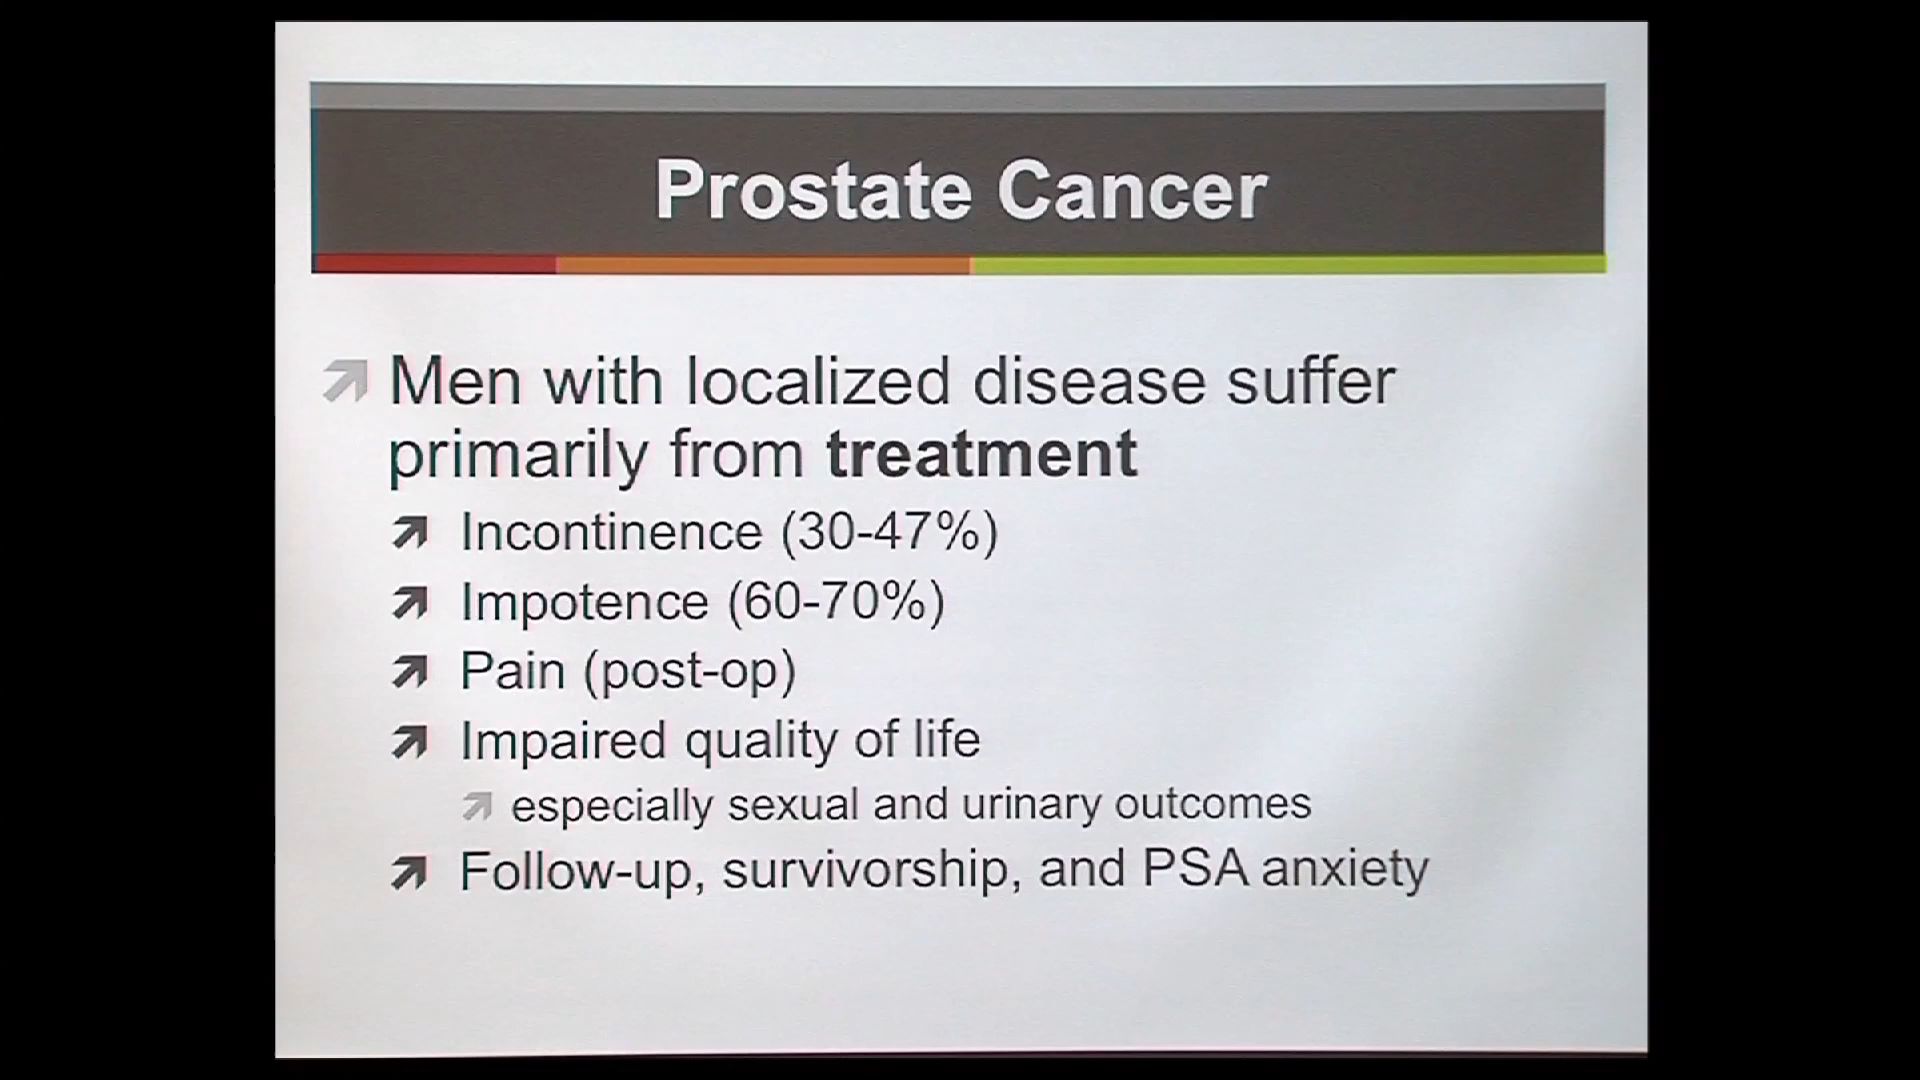 Prostate Cancer
Men with localized disease suffer
primarily from treatment
Incontinence (30-47%)
Impotence (60-70%)
Pain (post-op)
Impaired quality of life
especially sexual and urinary outcomes
Follow-up, survivorship, and PSA anxiety